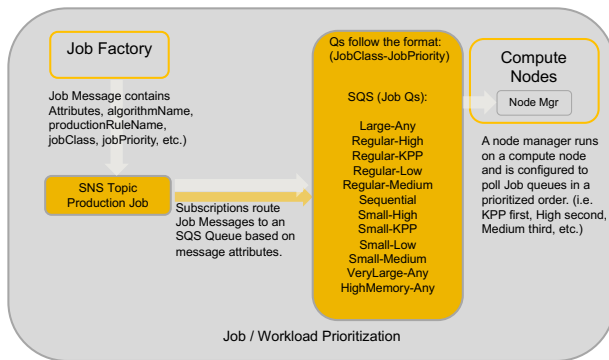 Job Factory
Job Message contains
Attributes, algorithmName,
productionRuleName,
jobClass, jobPriority, etc.)
SNS Topic
Production Job
Subscriptions route
Job Messages to an
SQS Queue based on
message attributes.
Qs follow the format:
(JobClass-JobPriority)
SQS (Job Qs):
Large-Any
Regular-High
Regular-KPP
Regular-Low
Regular-Medium
Sequential
Small-High
Small-KPP
Small-Low
Small-Medium
VeryLarge-Any
HighMemory-Any
Compute
Nodes
Node Mgr
A node manager runs
on a compute node
and is configured to
poll Job queues in a
prioritized order. (i.e.
KPP first, High second,
Medium third, etc.)
Job / Workload Prioritization